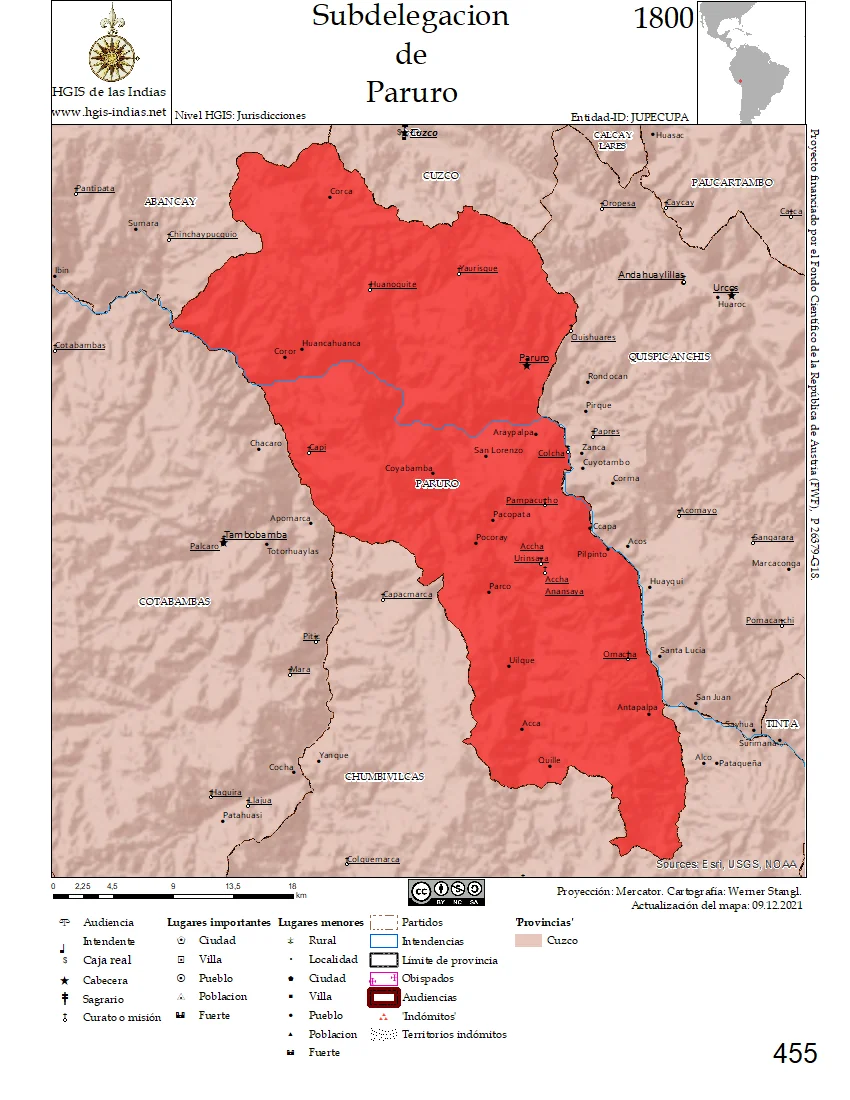 Subdelegacion
de
Paruro
1800
HGIS de las Indias
www.hgis-indias.net
Nivel HGIS: Jurisdicciones
Entidad-ID: JUPECUPA
Cuzco
CUZCO
CALCA Y
LARES
Huasac
PAUCARTAMBO
Pantipata
ABANCAY
Corca
Oropesa
Caycay
Catca
Sumara
Chinchaypucquio
Ibin
Huanoquite
Yaurisque
Andahuaylillas
Urcos
Huaroc
Cotabambas
Coror
Huancahuanca
Quishuares
Paruro
QUISPICANCHIS
Rondocan
Pirque
Chacaro
Capi
Araypalpa
San Lorenzo
Colcha
Papres
Zanca
Cuyotambo
Corma
Coyabamba
PARURO
Pampacucho
Pacopata
Acomayo
Apomarca
Tambobamba
Palcaro
Totorhuaylas
Pocoray
Accha
Urinsaya
Ccapa
Pilpinto
Acos
Sangarara
Marcaconga
Parco
Accha
Anansaya
Huayqui
COTABAMBAS
Capacmarca
Pomacanchi
Pitic
Mara
Uilque
Omacha
Santa Lucia
San Juan
Antapalpa
Acca
Sayhua
TINTA
Surimana
Yanque
Cocha
CHUMBIVILCAS
Quille
Alco
Pataqueña
Haquira
Llajua
Patahuasi
Colquemarca
Sources: Esri, USGS, NOAA
Proyecto financiado por el Fondo Científico de la República de Austria (FWF), P 26379-G18.
0 2,25 4,5 9 13,5 18
km
CC BY NC SA
Proyección: Mercator. Cartografía: Werner Stangl.
Actualización del mapa: 09.12.2021
Audiencia
Intendente
Caja real
Cabecera
Sagrario
Curato o misión
Lugares importantes
Ciudad
Villa
Pueblo
Poblacion
Fuerte
Lugares menores
Rural
Localidad
Ciudad
Villa
Pueblo
Poblacion
Fuerte
Partidos
Intendencias
Límite de provincia
Obispados
Audiencias
'Indómitos'
Territorios indómitos
'Provincias'
Cuzco
455